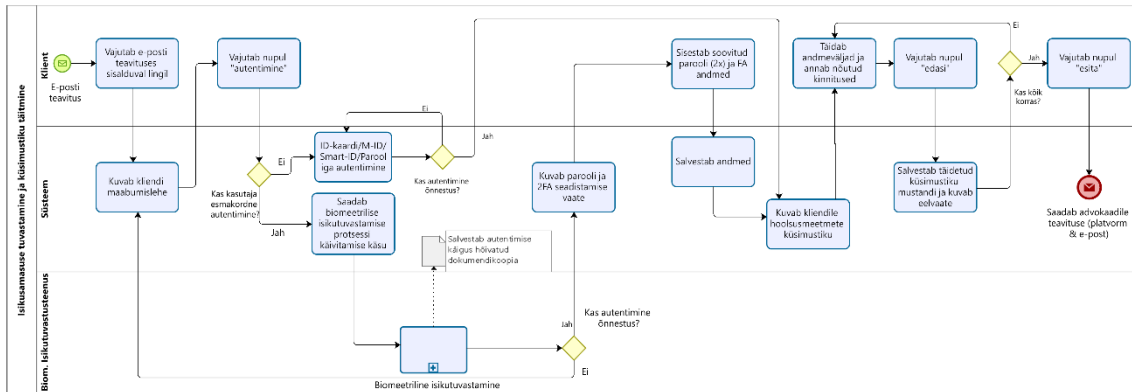 Isikusamasuse tuvastamine ja küsimustiku täitmine
Klient
E-posti
teavitus
Vajutab e-posti
teavituses
sisalduval lingil
Vajutab nupul
"autentimine"
Sisestab soovitud
parooli (2x) ja FA
andmed
Täidab
andmeväljad ja
annab nõutud
kinnitused
Vajutab nupul
"edasi"
Ei
Jah
Kas kõik
korras?
Vajutab nupul
"esita"
Süsteem
Kuvab kliendi
maabumislehe
Kas kasutaja
esmakordne
autentimine?
Ei
Jah
ID-kaardi/M-ID/
Smart-ID/Parool
iga autentimine
Ei
Jah
Kas autentimine
õnnestus?
Saadab
biomeetrilise
isikutuvastamise
protsessi
käivitamise käsu
Kuvab parooli ja
2FA seadistamise
vaate
Salvestab andmed
Kuvab kliendile
hoolsusmeetmete
küsimustiku
Salvestab täidetud
küsimustiku
mustandi ja kuvab
eelvaate
Saadab advokaadile
teavituse (platvorm
& e-post)
Salvestab autentimise
käigus hõivatud
dokumendikoopia
Biom. Isikutuvastusteenus
Biomeetriline isikutuvastamine
Jah
Kas autentimine
õnnestus?
Ei